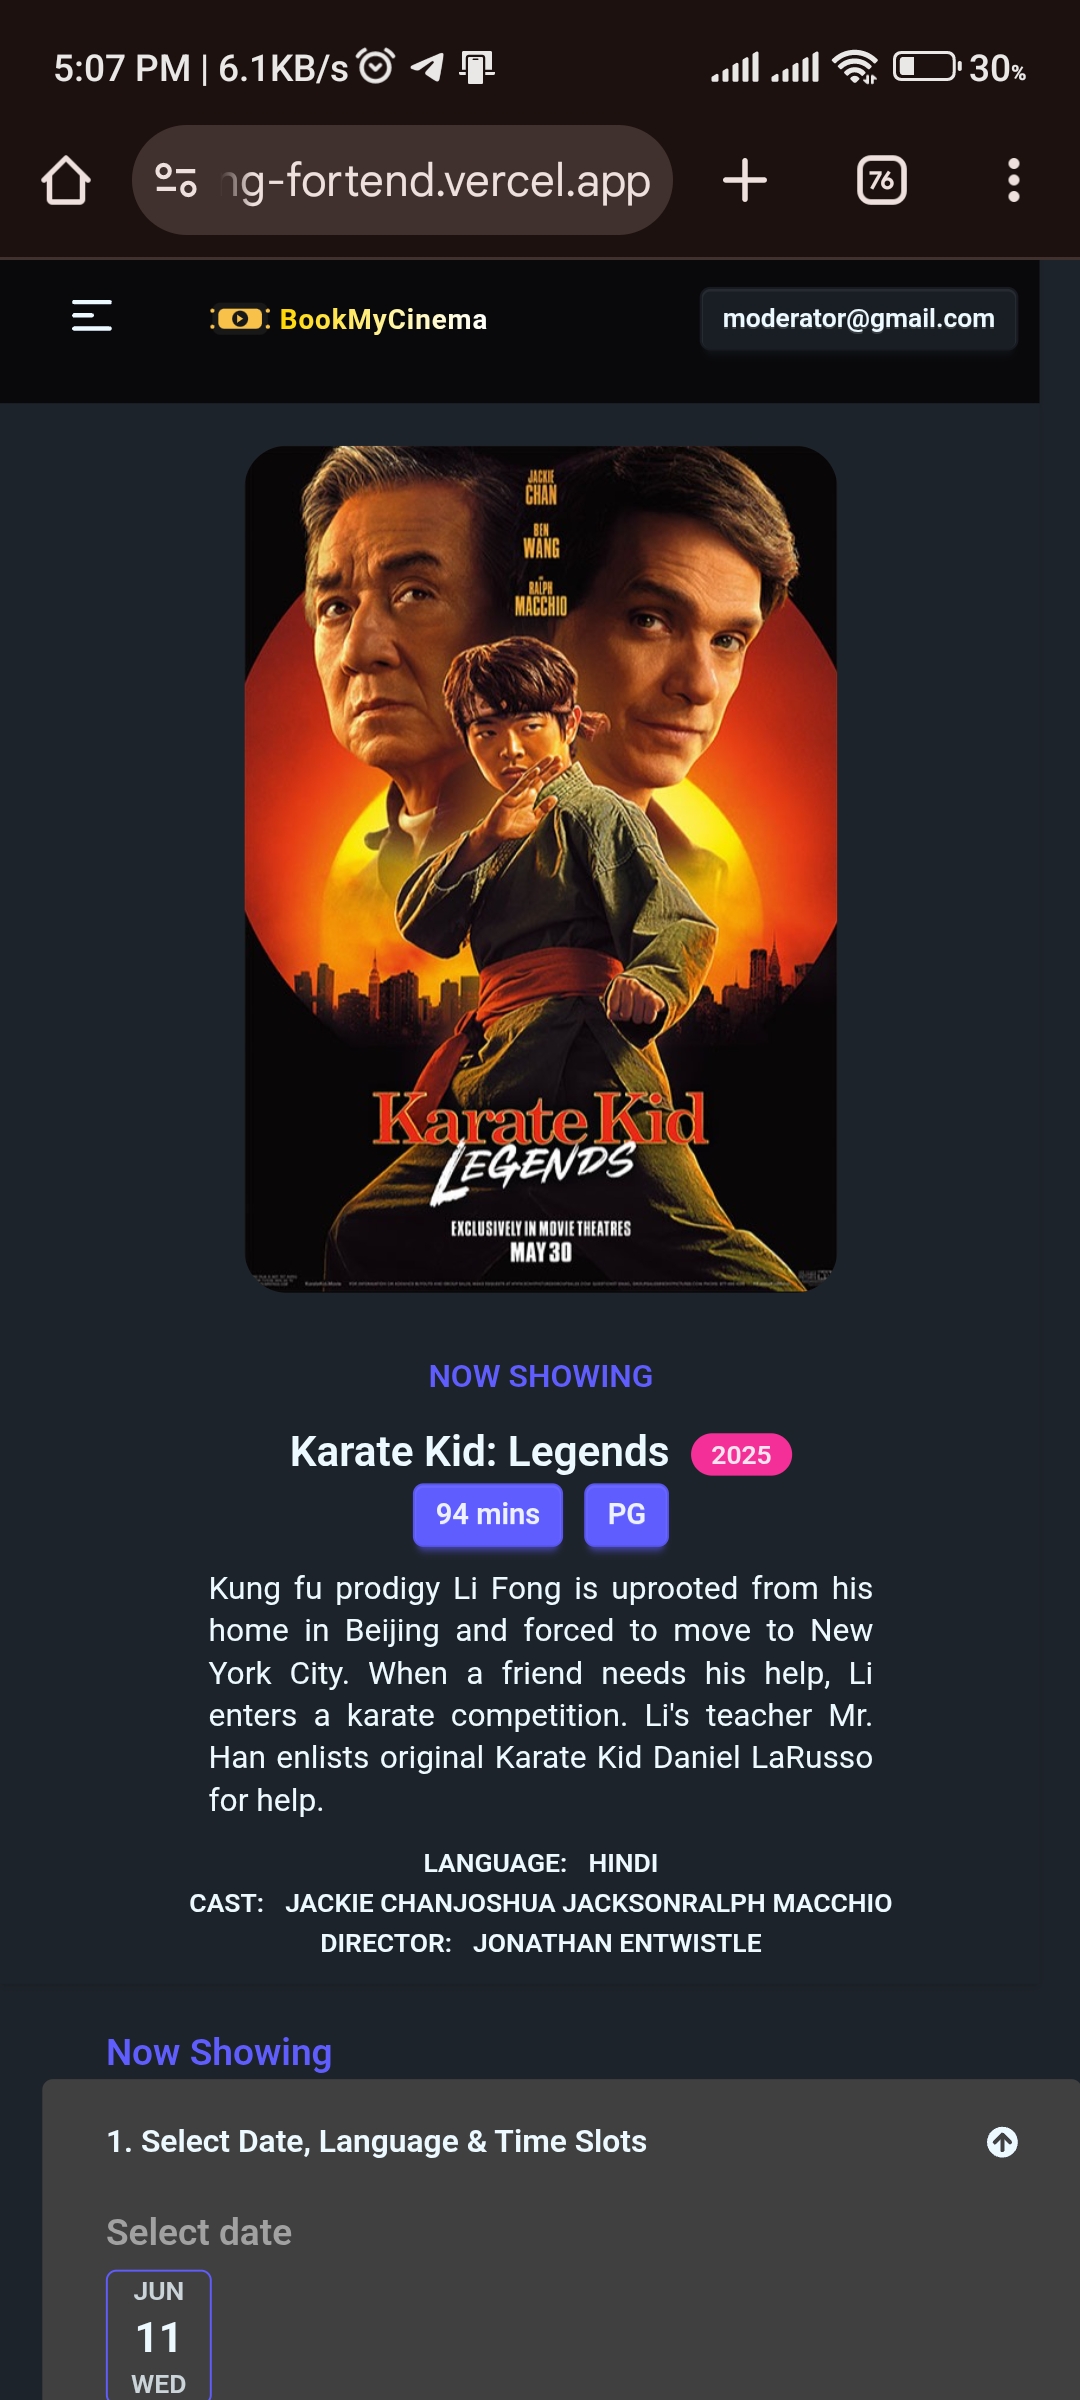 5:07 PM | 6.1KB/s
30%
ng-fortend.vercel.app
76
BookMyCinema
moderator@gmail.com
JACKIE
CHAN
BEN
WANG
RALPH
MACCHIO
Karate Kid
LEGENDS
EXCLUSIVELY IN MOVIE THEATRES
MAY 30
NOW SHOWING
Karate Kid: Legends 2025
94 mins PG
Kung fu prodigy Li Fong is uprooted from his
home in Beijing and forced to move to New
York City. When a friend needs his help, Li
enters a karate competition. Li's teacher Mr.
Han enlists original Karate Kid Daniel LaRusso
for help.
LANGUAGE: HINDI
CAST: JACKIE CHANJOSHUA JACKSONRALPH MACCHIO
DIRECTOR: JONATHAN ENTWISTLE
Now Showing
1. Select Date, Language & Time Slots
Select date
JUN
11
WED